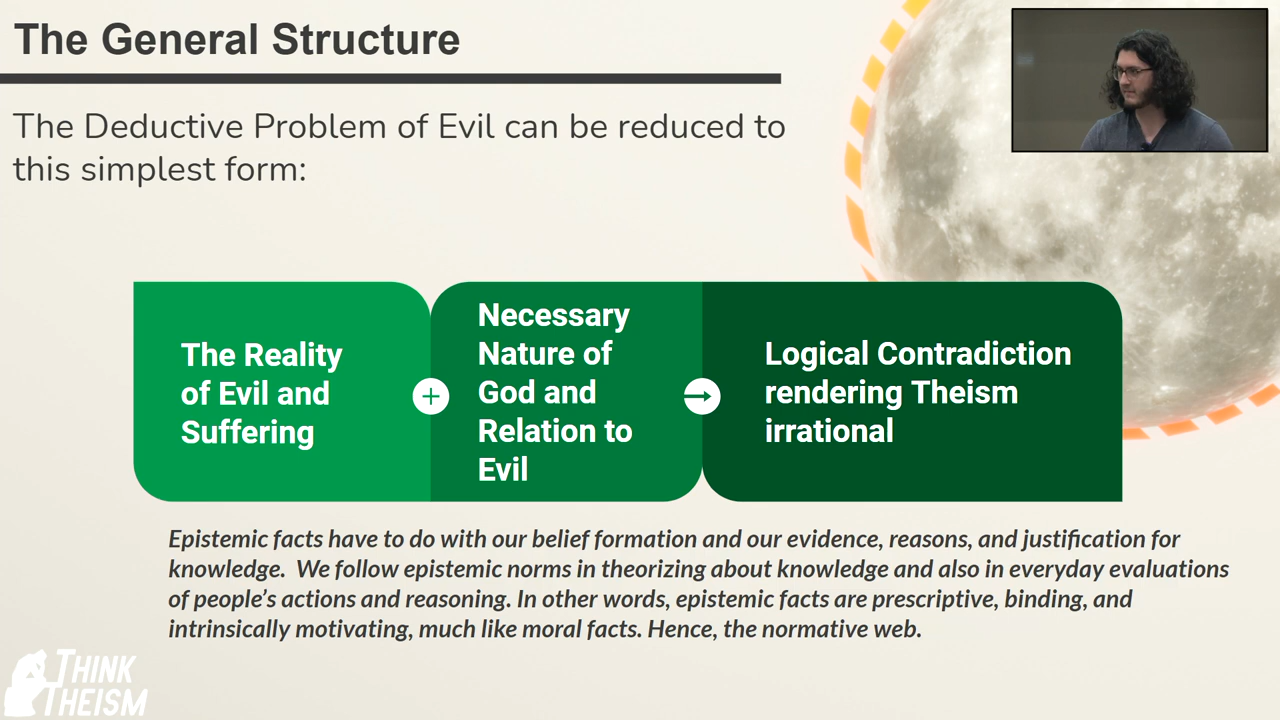 The General Structure
The Deductive Problem of Evil can be reduced to
this simplest form:
The Reality
of Evil and
Suffering
+
Necessary
Nature of
God and
Relation to
Evil
→
Logical Contradiction
rendering Theism
irrational
Epistemic facts have to do with our belief formation and our evidence, reasons, and justification for
knowledge.  We follow epistemic norms in theorizing about knowledge and also in everyday evaluations
of people's actions and reasoning. In other words, epistemic facts are prescriptive, binding, and
intrinsically motivating, much like moral facts. Hence, the normative web.
THINK
THEISM